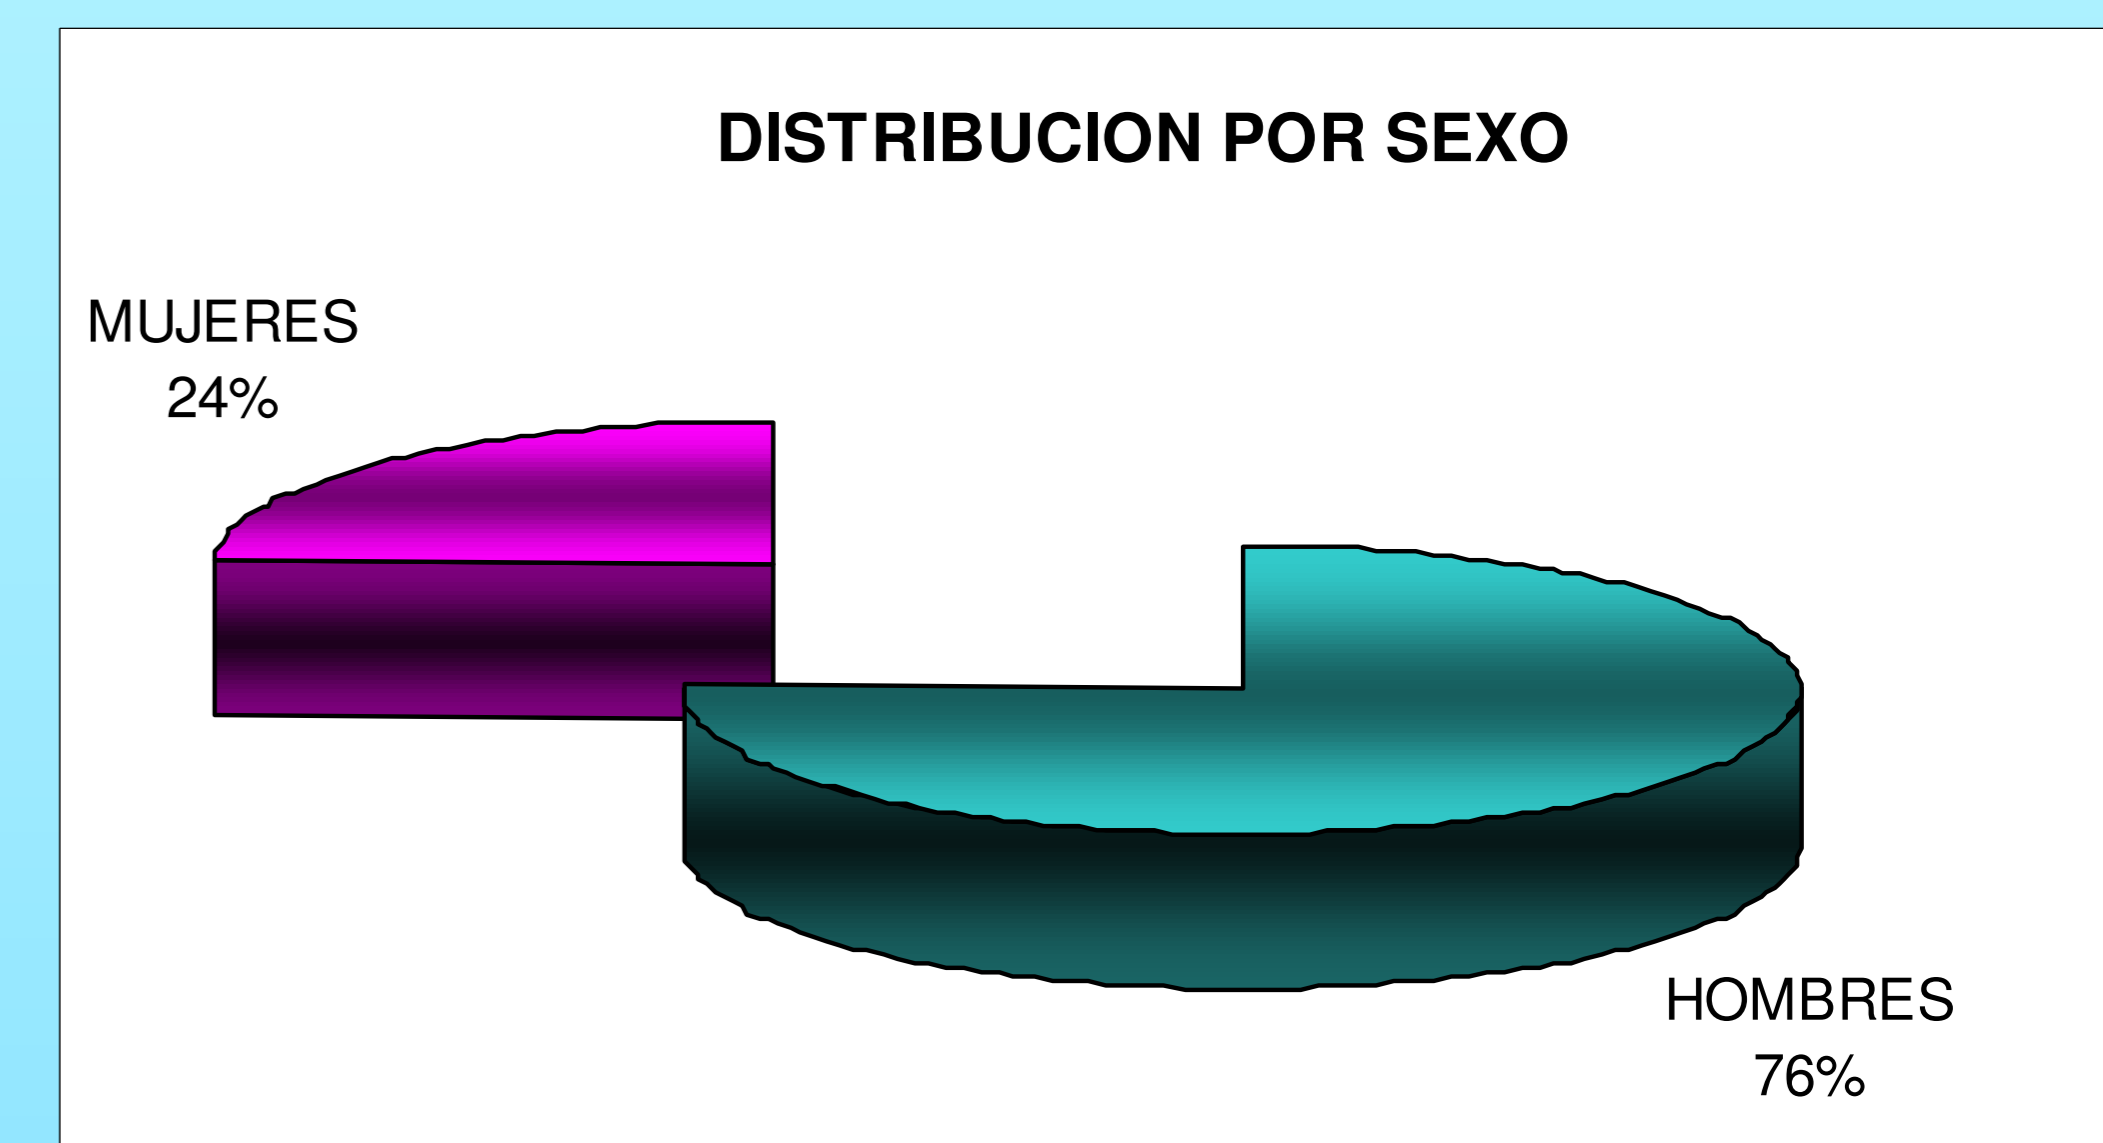 DISTRIBUCION POR SEXO
MUJERES
24%
HOMBRES
76%